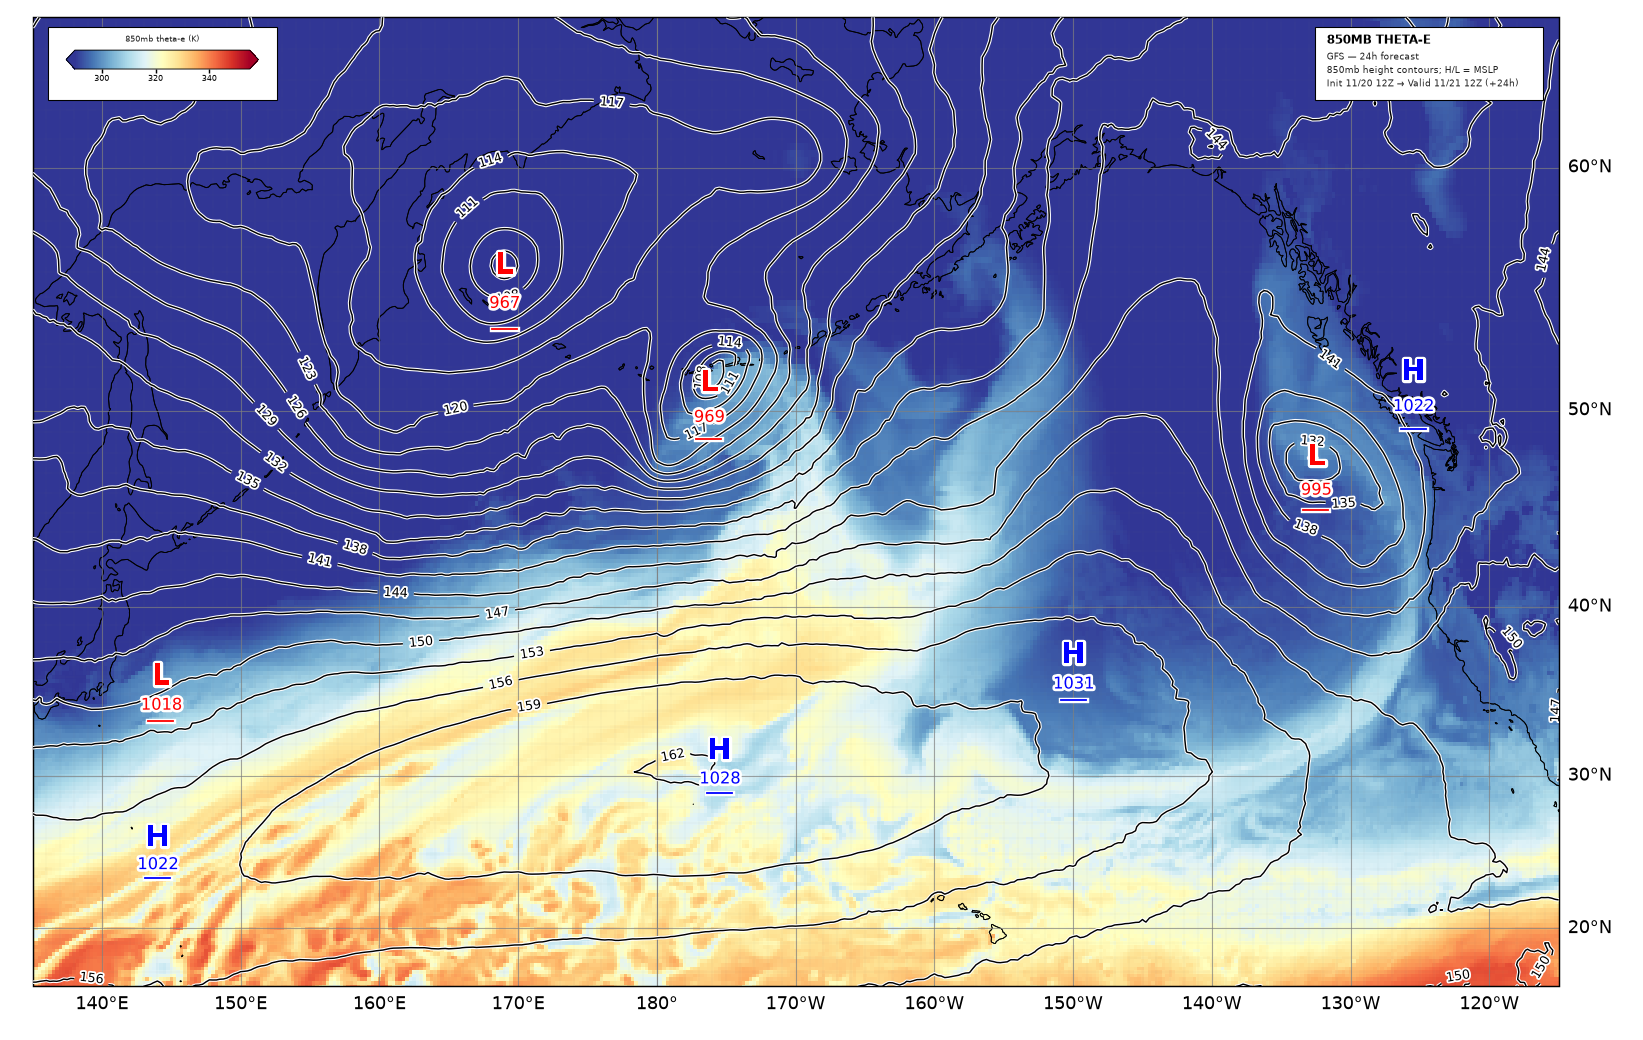 850mb theta-e (K)
300 320 340
850MB THETA-E
GFS — 24h forecast
850mb height contours; H/L = MSLP
Init 11/20 12Z → Valid 11/21 12Z (+24h)
117
144
114
111
60°N
144
L
967
114
141
123
H
1022
108
111
L
969
126
120
129
50°N
117
132
L
995
132
135
135
138
138
141
144
147
40°N
150
150
153
H
1031
L
1018
156
159
147
162
H
1028
30°N
H
1022
20°N
156
150
150
140°E 150°E 160°E 170°E 180° 170°W 160°W 150°W 140°W 130°W 120°W